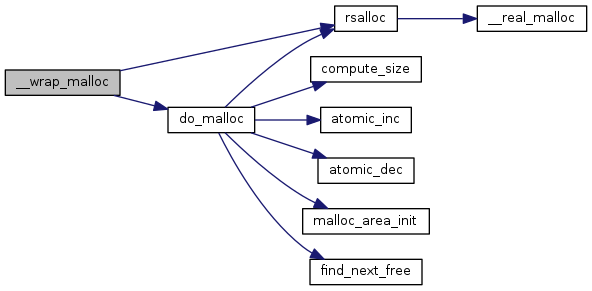 __wrap_malloc
do_malloc
rsalloc
__real_malloc
compute_size
atomic_inc
atomic_dec
malloc_area_init
find_next_free